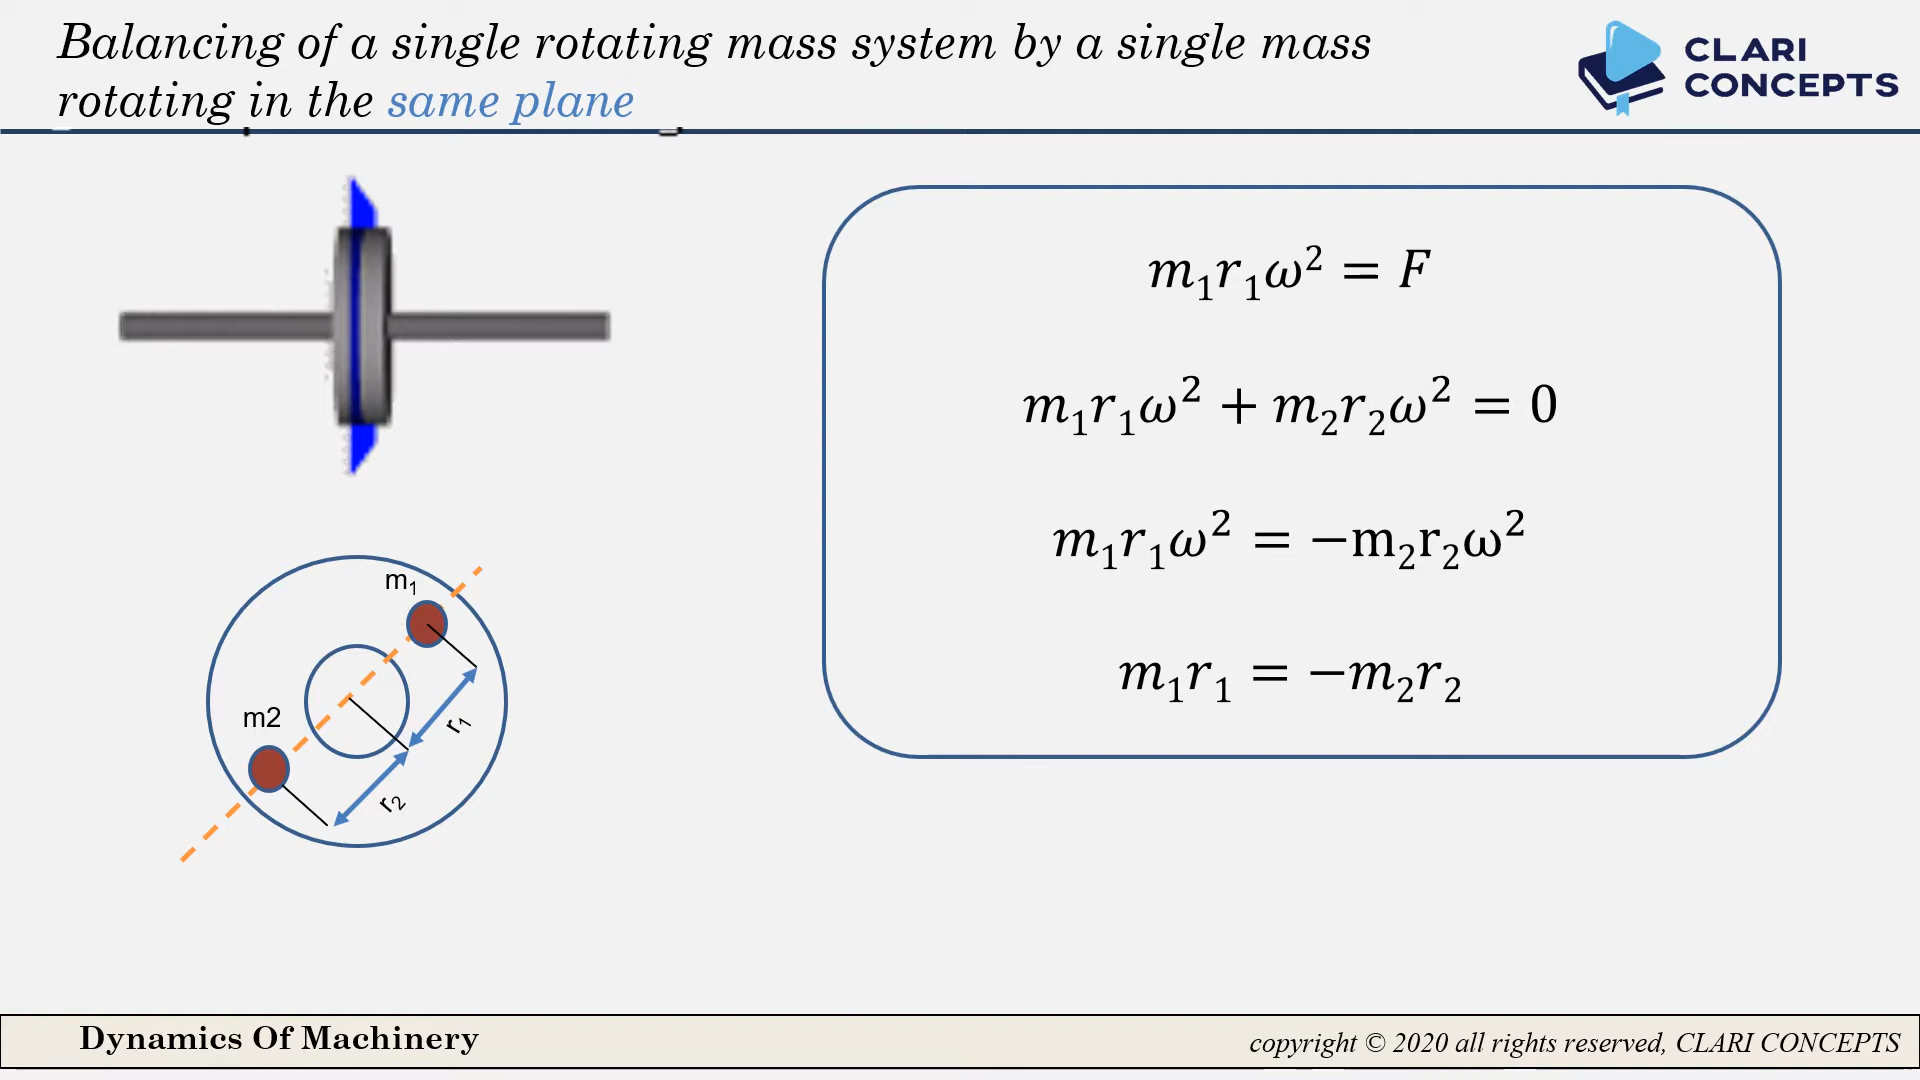 Balancing of a single rotating mass system by a single mass
rotating in the same plane
CLARI
CONCEPTS
m₁r₁ω² = F
m₁r₁ω² + m₂r₂ω² = 0
m₁r₁ω² = −m₂r₂ω²
m₁r₁ = −m₂r₂
m₁
m2
r₁
r₂
Dynamics Of Machinery
copyright © 2020 all rights reserved, CLARI CONCEPTS